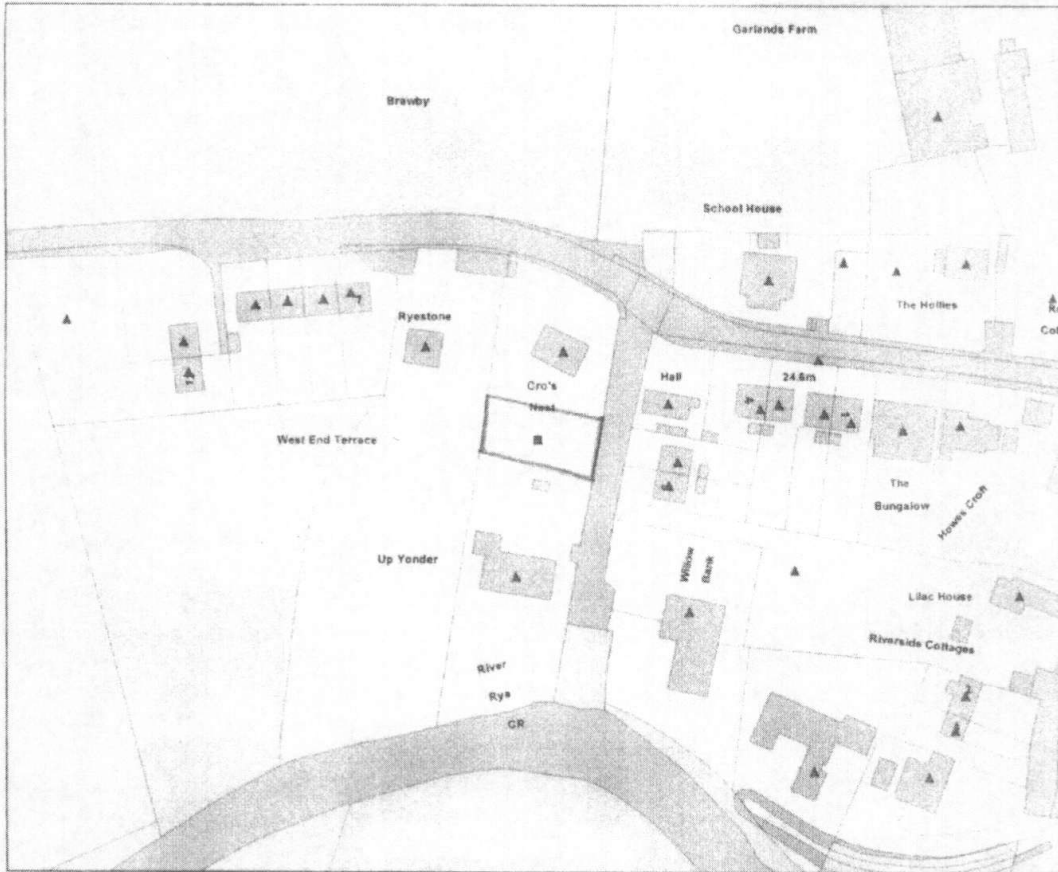 Garlands Farm
Brawby
School House
The Hollies
Ryestone
Cro's
Nest
Hall
24.6m
West End Terrace
The
Bungalow
Howes Croft
Up Yonder
Willow
Bank
Lilac House
Riverside Cottages
River
Rye
CR